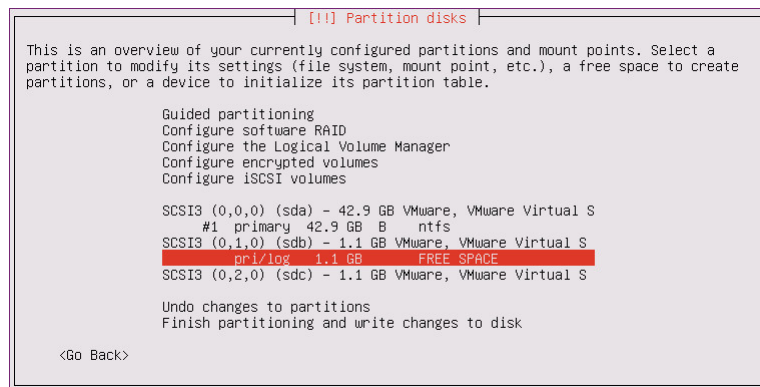 [!!] Partition disks
This is an overview of your currently configured partitions and mount points. Select a
partition to modify its settings (file system, mount point, etc.), a free space to create
partitions, or a device to initialize its partition table.
Guided partitioning
Configure software RAID
Configure the Logical Volume Manager
Configure encrypted volumes
Configure iSCSI volumes
SCSI3 (0,0,0) (sda) - 42.9 GB VMware, VMware Virtual S
#1 primary 42.9 GB B ntfs
SCSI3 (0,1,0) (sdb) - 1.1 GB VMware, VMware Virtual S
pri/log 1.1 GB FREE SPACE
SCSI3 (0,2,0) (sdc) - 1.1 GB VMware, VMware Virtual S
Undo changes to partitions
Finish partitioning and write changes to disk
<Go Back>